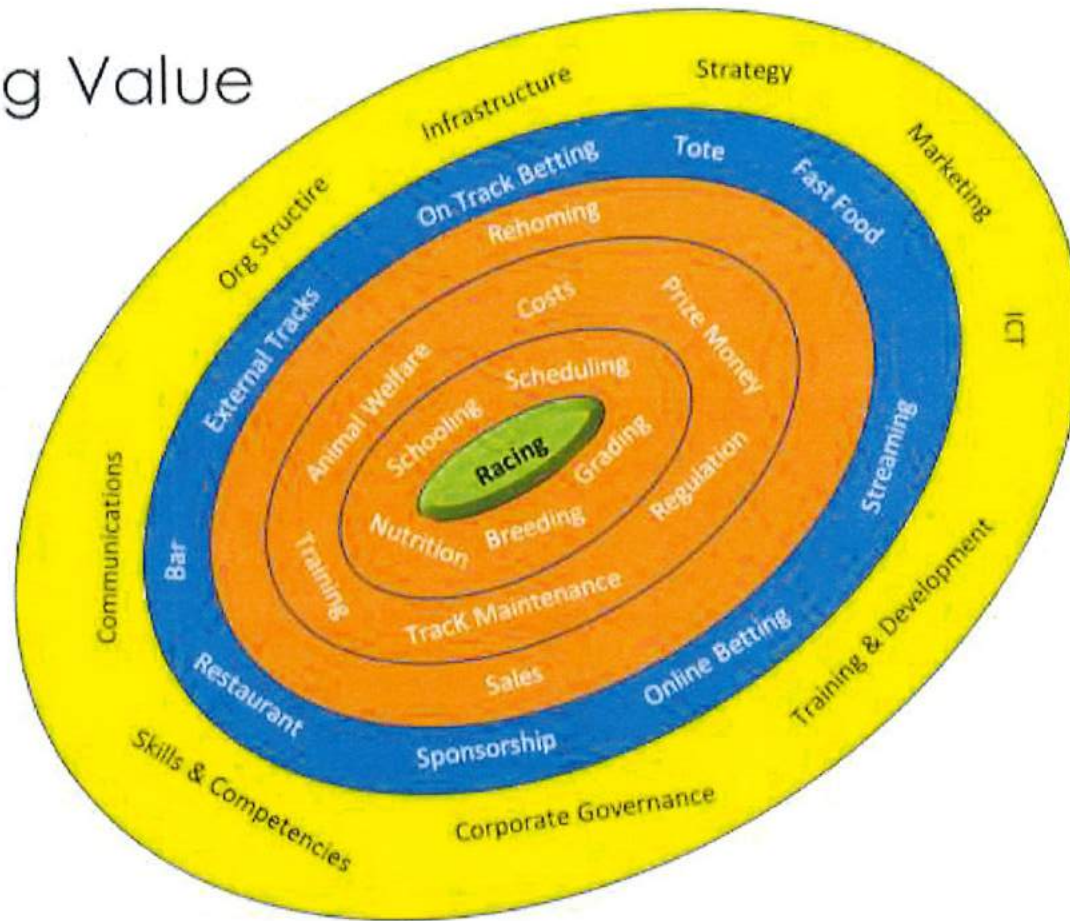 g Value
Infrastructure
Strategy
Marketing
ICT
Training & Development
Corporate Governance
Skills & Competencies
Communications
Org Structire
On Track Betting
Tote
Fast Food
Streaming
Online Betting
Sponsorship
Restaurant
Bar
External Tracks
Rehoming
Sales
Costs
Prize Money
Regulation
TracK Maintenance
Training
Animal Welfare
Scheduling
Grading
Breeding
Nutrition
Schooling
Racing